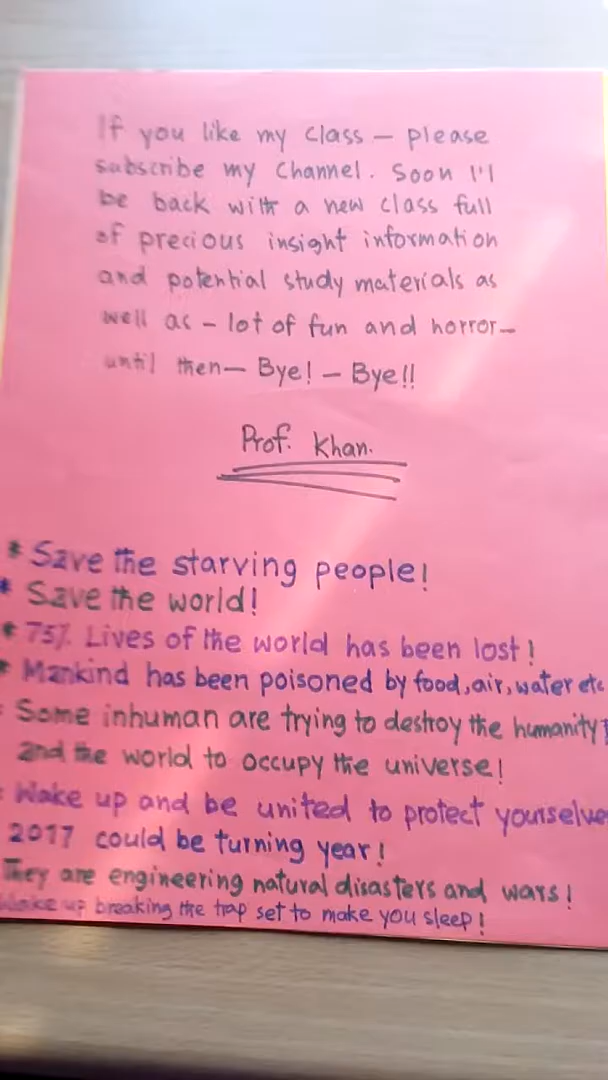 If you like my class – please
subscribe my channel. Soon I'll
be back with a new class full
of precious insight information
and potential study materials as
well as – lot of fun and horror–
until then– Bye! – Bye!!
Prof. Khan.
* Save the starving people!
* Save the world!
* 75% Lives of the world has been lost!
* Mankind has been poisoned by food, air, water etc
Some inhuman are trying to destroy the humanity
and the world to occupy the universe!
Wake up and be united to protect yourselve
2017 could be turning year!
They are engineering natural disasters and wars!
Wake up breaking the trap set to make you sleep!